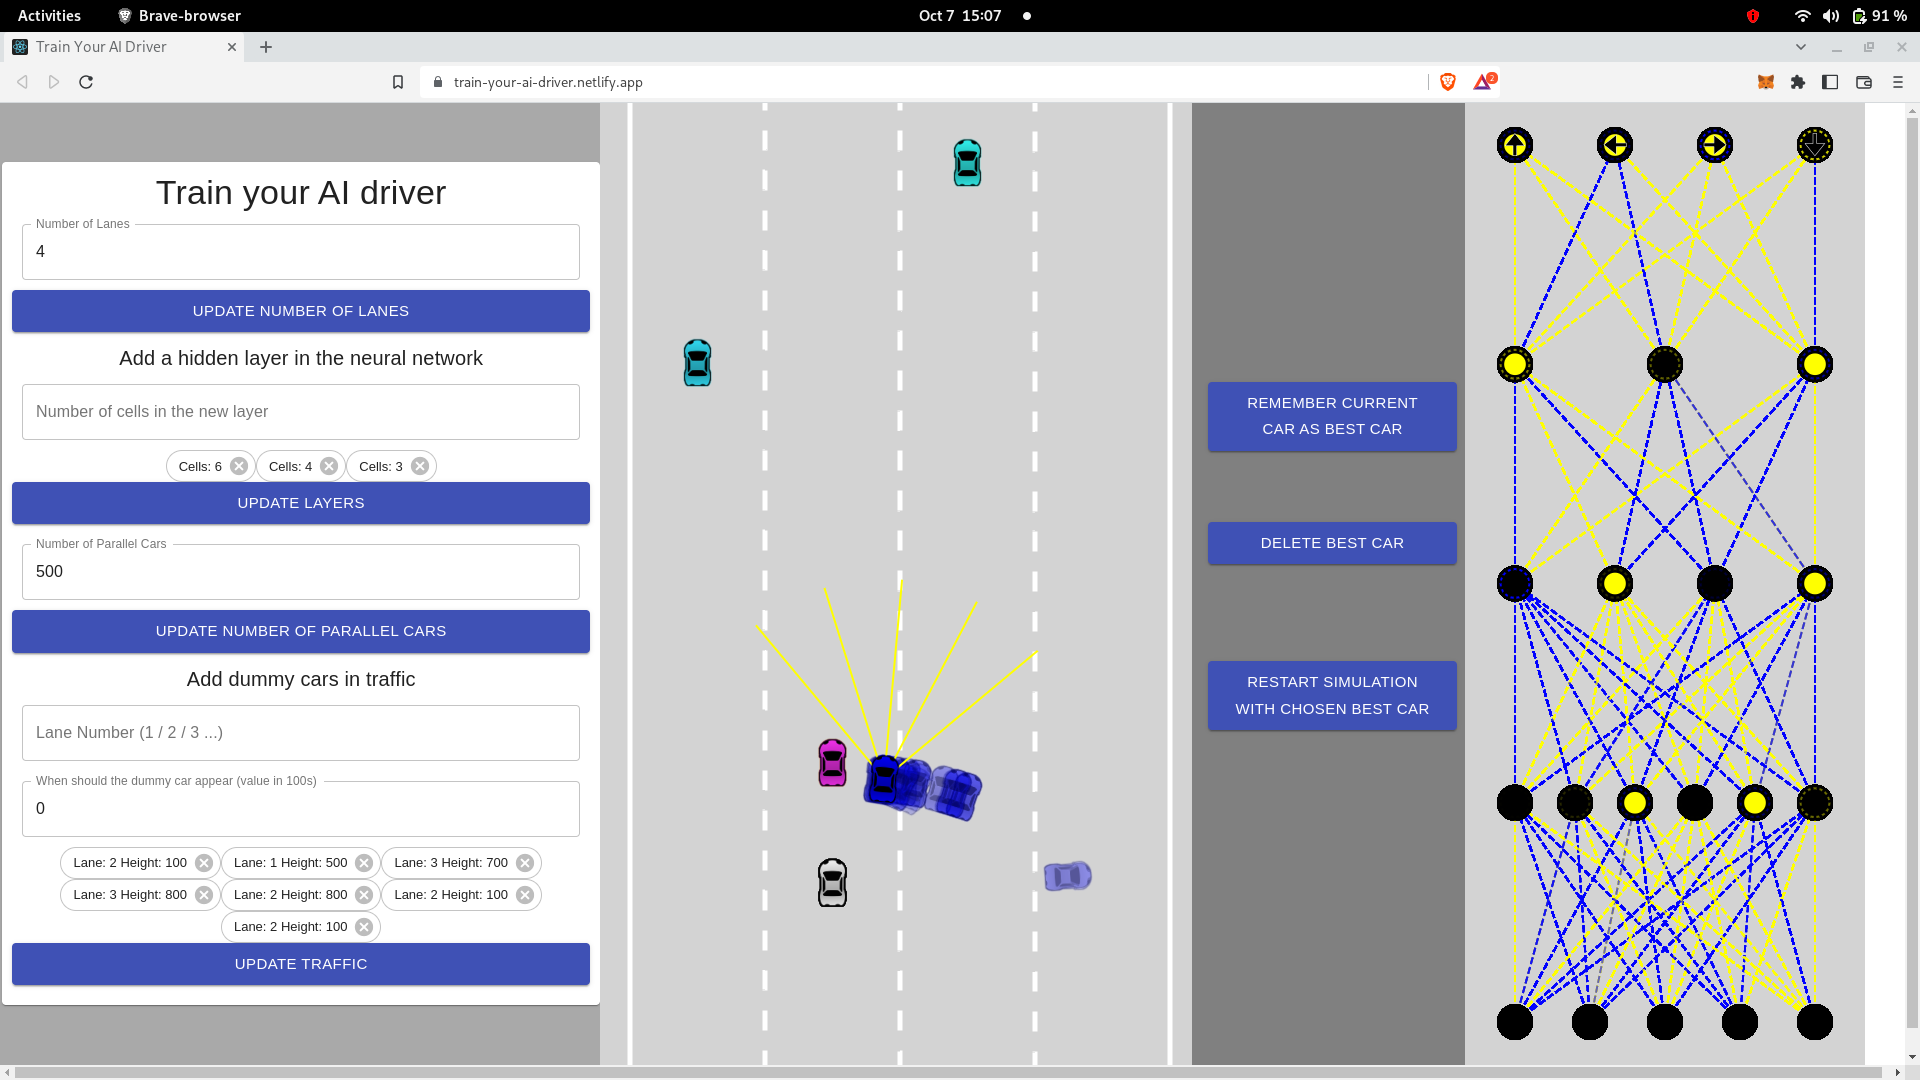 Activities
Brave-browser
Oct 7 15:07
91 %
Train Your AI Driver
train-your-ai-driver.netlify.app
2
Train your AI driver
Number of Lanes
4
UPDATE NUMBER OF LANES
Add a hidden layer in the neural network
Number of cells in the new layer
Cells: 6
Cells: 4
Cells: 3
UPDATE LAYERS
Number of Parallel Cars
500
UPDATE NUMBER OF PARALLEL CARS
Add dummy cars in traffic
Lane Number (1 / 2 / 3 ...)
When should the dummy car appear (value in 100s)
0
Lane: 2 Height: 100
Lane: 1 Height: 500
Lane: 3 Height: 700
Lane: 3 Height: 800
Lane: 2 Height: 800
Lane: 2 Height: 100
Lane: 2 Height: 100
UPDATE TRAFFIC
REMEMBER CURRENT
CAR AS BEST CAR
DELETE BEST CAR
RESTART SIMULATION
WITH CHOSEN BEST CAR